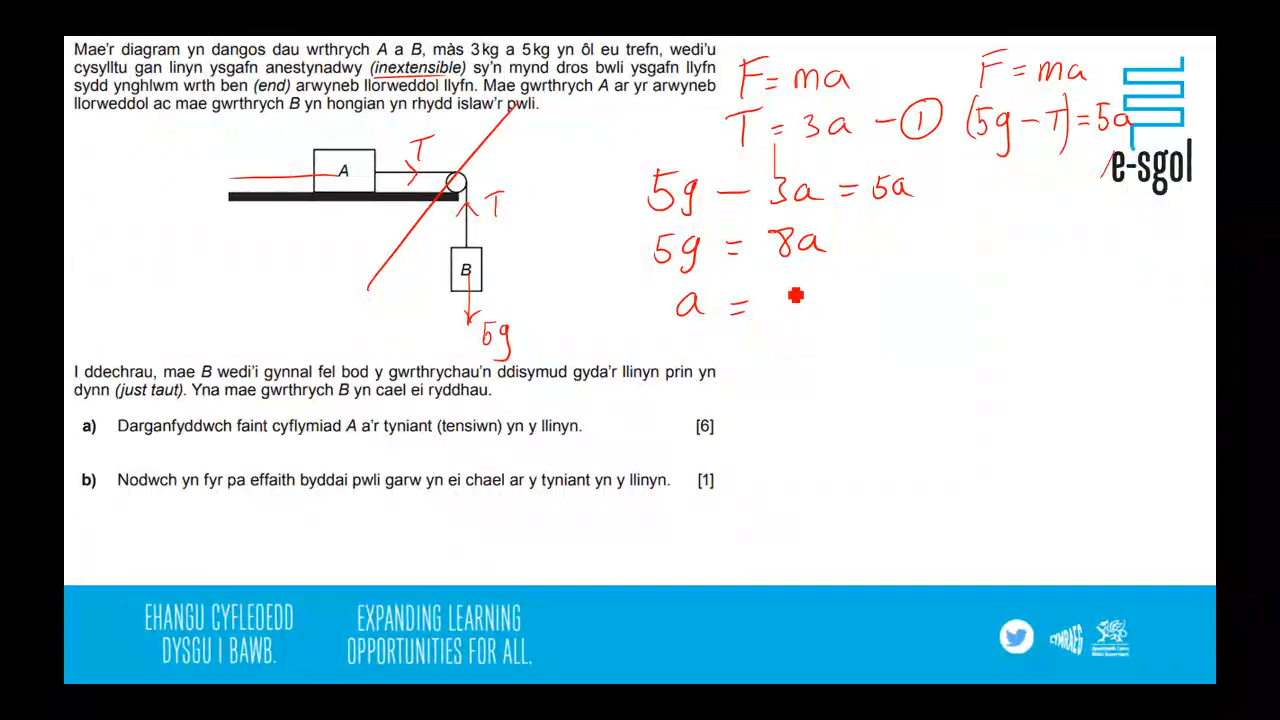 Mae'r diagram yn dangos dau wrthrych A a B, màs 3 kg a 5 kg yn ôl eu trefn, wedi'u
cysylltu gan linyn ysgafn anestynadwy (inextensible) sy'n mynd dros bwli ysgafn llyfn
sydd ynghlwm wrth ben (end) arwyneb llorweddol llyfn. Mae gwrthrych A ar yr arwyneb
llorweddol ac mae gwrthrych B yn hongian yn rhydd islaw'r pwli.
F = ma
F = ma
T = 3a - ①
(5g - T) = 5a
e-sgol
5g - 3a = 5a
5g = 8a
a =
T
A
T
B
5g
I ddechrau, mae B wedi'i gynnal fel bod y gwrthrychau'n ddisymud gyda'r llinyn prin yn
dynn (just taut). Yna mae gwrthrych B yn cael ei ryddhau.
a) Darganfyddwch faint cyflymiad A a'r tyniant (tensiwn) yn y llinyn. [6]
b) Nodwch yn fyr pa effaith byddai pwli garw yn ei chael ar y tyniant yn y llinyn. [1]
EHANGU CYFLEDEDD
DYSGU I BAWB.
EXPANDING LEARNING
OPPORTUNITIES FOR ALL.
CYMRAEG